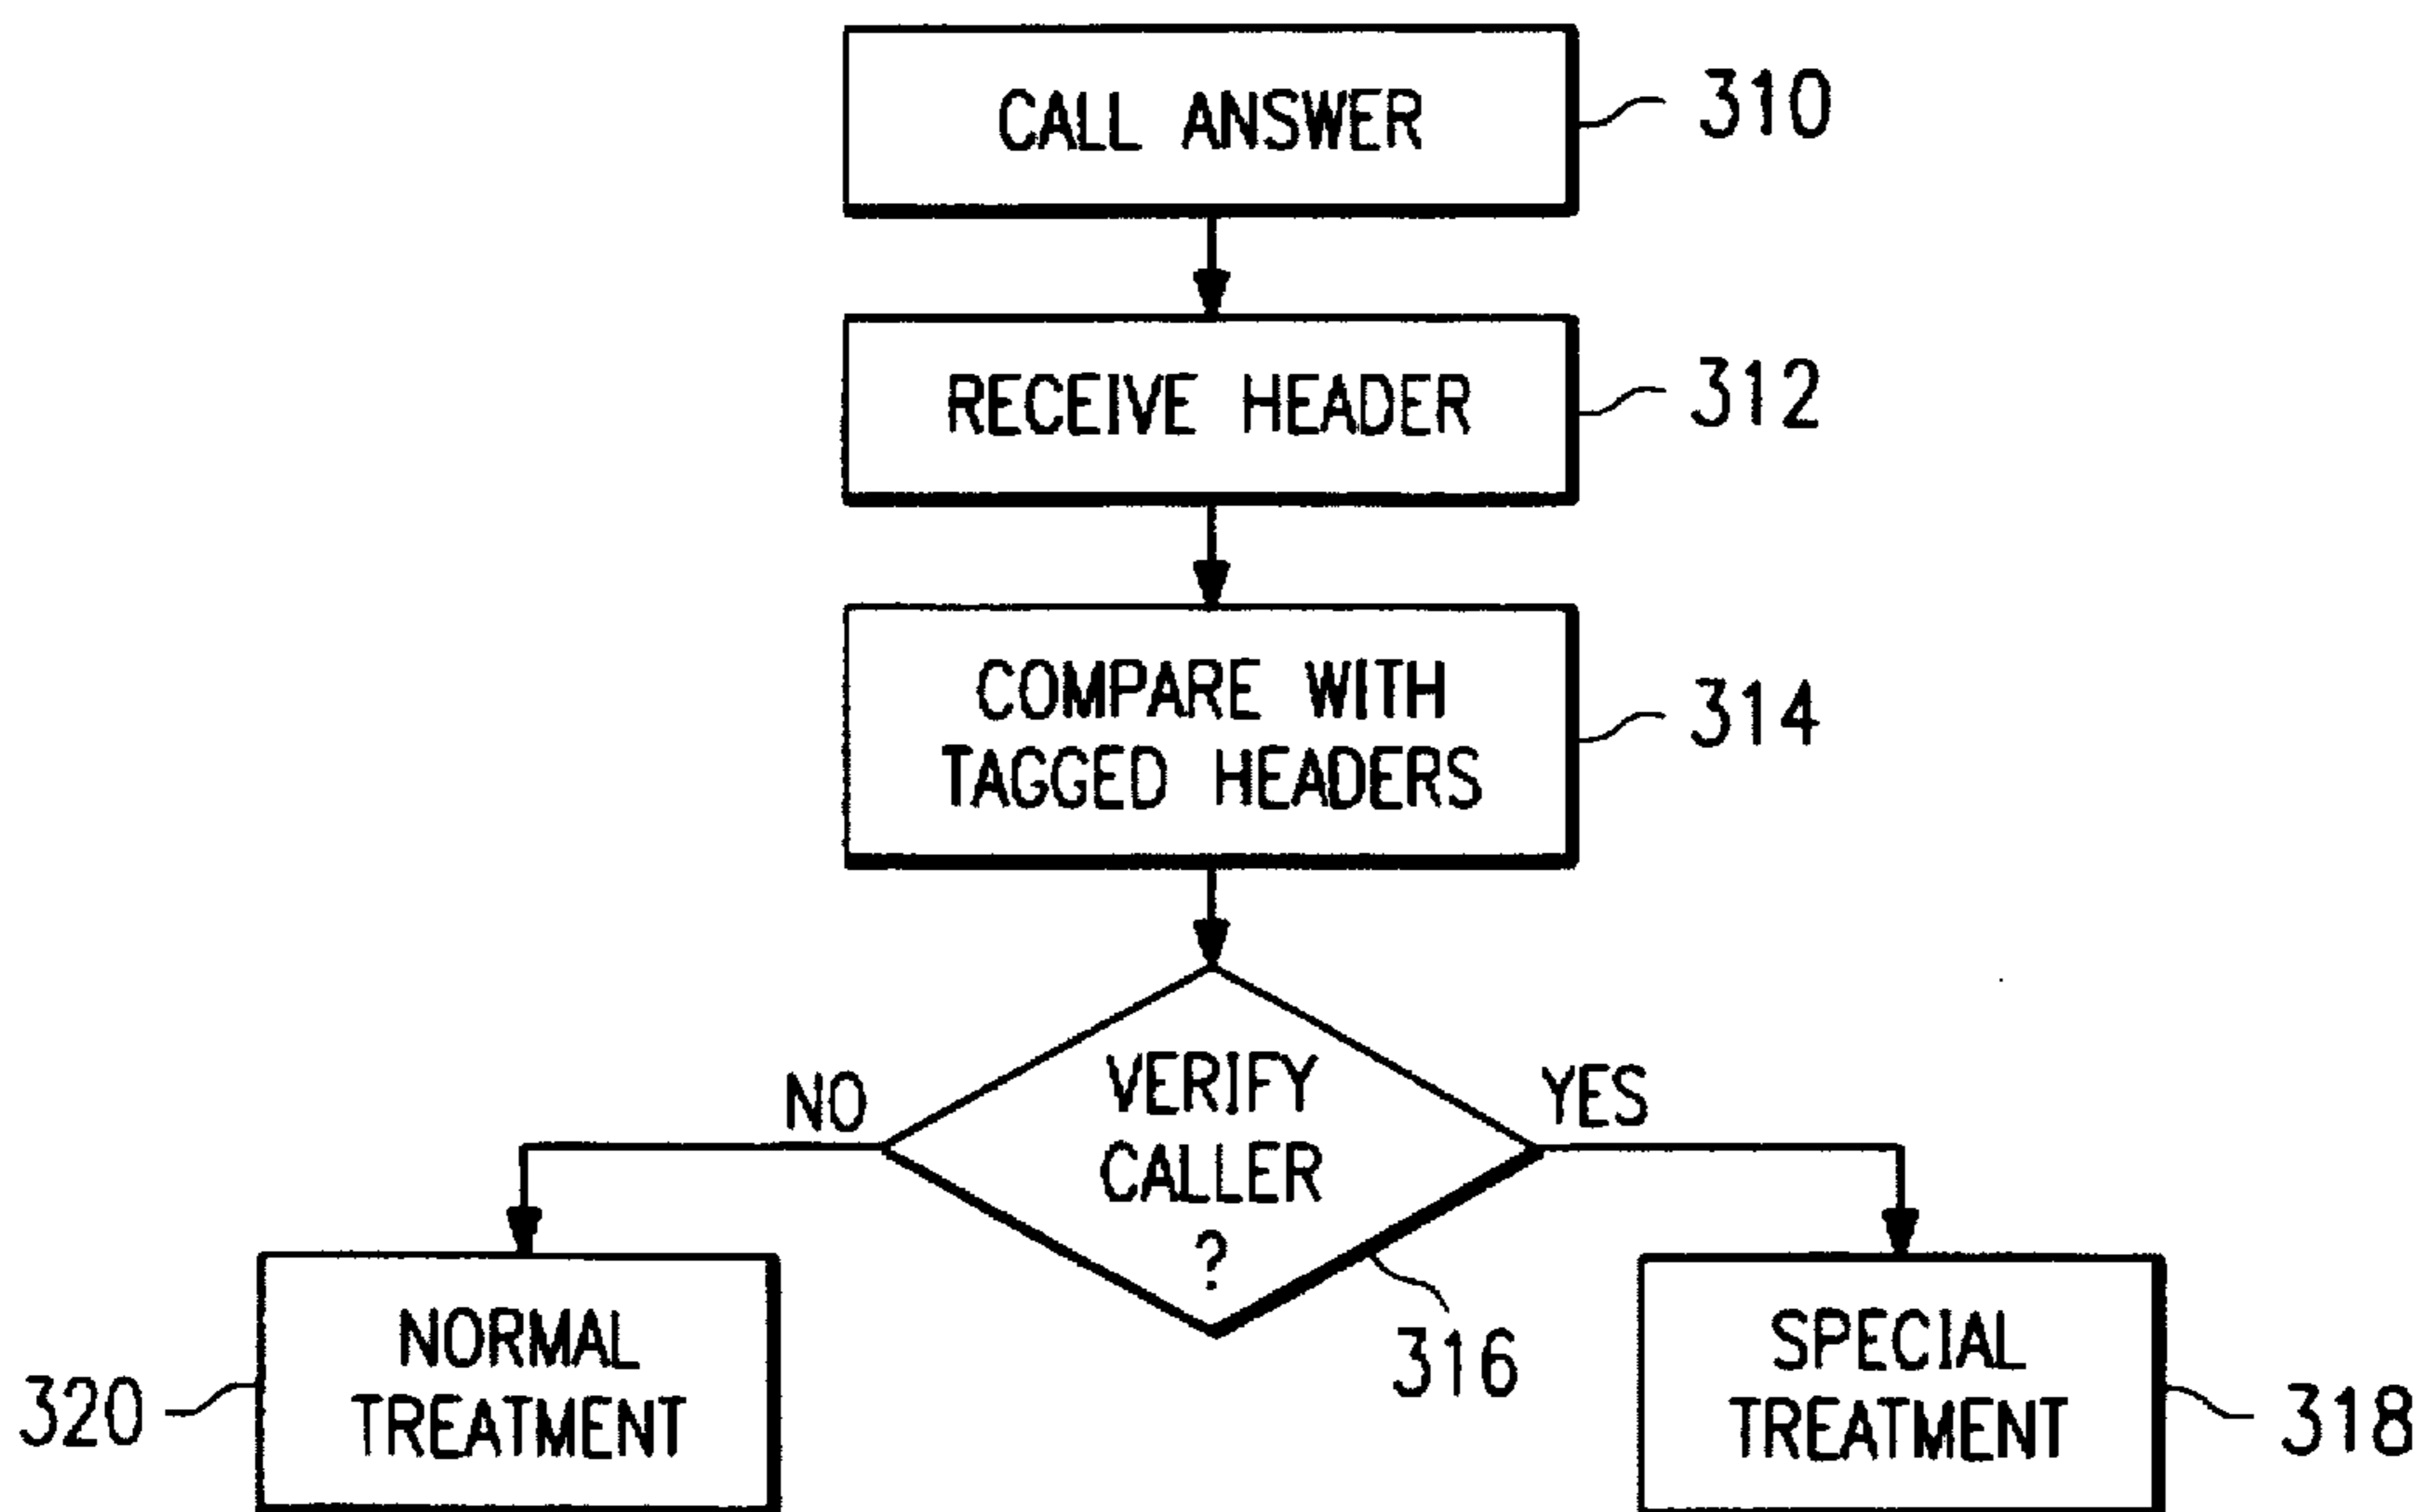 CALL ANSWER
310
RECEIVE HEADER
312
COMPARE WITH
TAGGED HEADERS
314
VERIFY
CALLER
?
NO
YES
316
NORMAL
TREATMENT
320
SPECIAL
TREATMENT
318